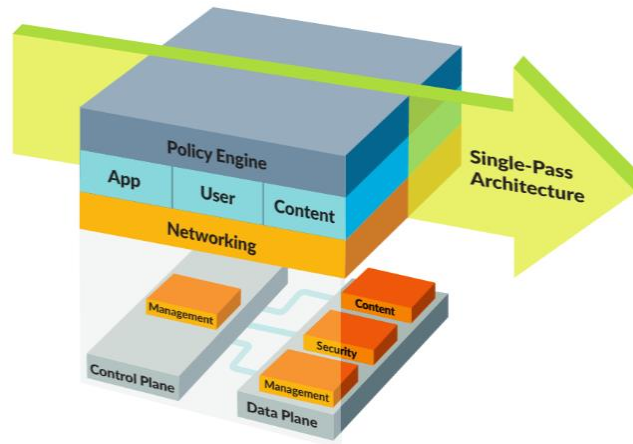 Policy Engine
App
User
Content
Networking
Single-Pass
Architecture
Management
Control Plane
Content
Security
Management
Data Plane